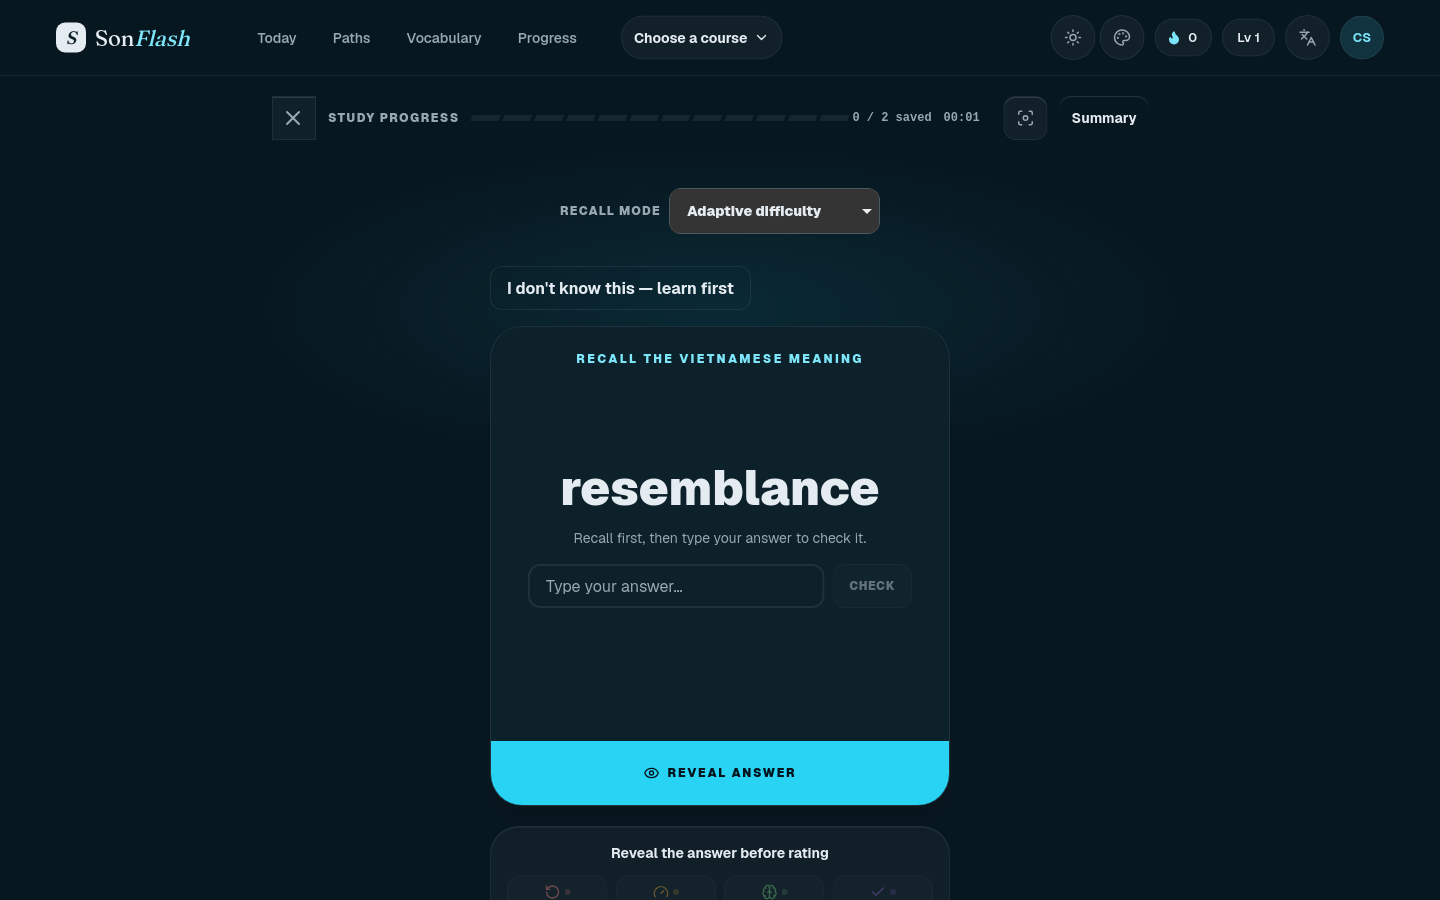 S SonFlash
Today
Paths
Vocabulary
Progress
Choose a course
0
Lv 1
CS
STUDY PROGRESS
0 / 2 saved
00:01
Summary
RECALL MODE
Adaptive difficulty
I don't know this — learn first
RECALL THE VIETNAMESE MEANING
resemblance
Recall first, then type your answer to check it.
Type your answer...
CHECK
REVEAL ANSWER
Reveal the answer before rating